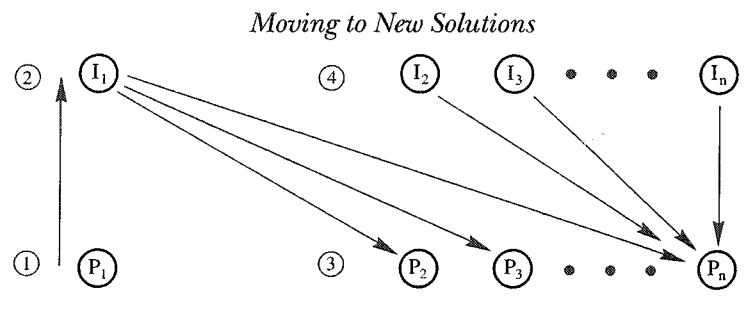 Moving to New Solutions
2 I1 4 I2 I3 • • • In
1 P1 3 P2 P3 • • • Pn